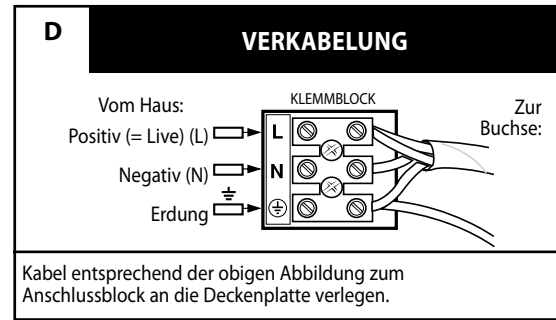 D
VERKABELUNG
KLEMMBLOCK
Vom Haus:
Positiv (= Live) (L)
Negativ (N)
Erdung
L
N
Zur
Buchse:
Kabel entsprechend der obigen Abbildung zum
Anschlussblock an die Deckenplatte verlegen.